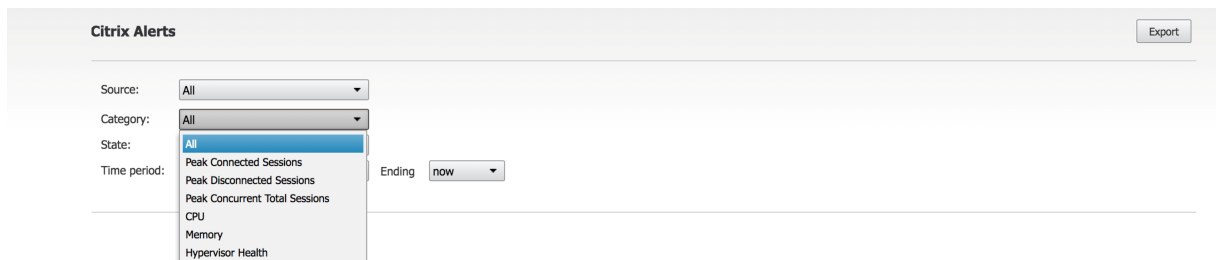 Citrix Alerts
Export
Source: All
Category: All
State:
All
Time period:
Peak Connected Sessions
Ending now
Peak Disconnected Sessions
Peak Concurrent Total Sessions
CPU
Memory
Hypervisor Health